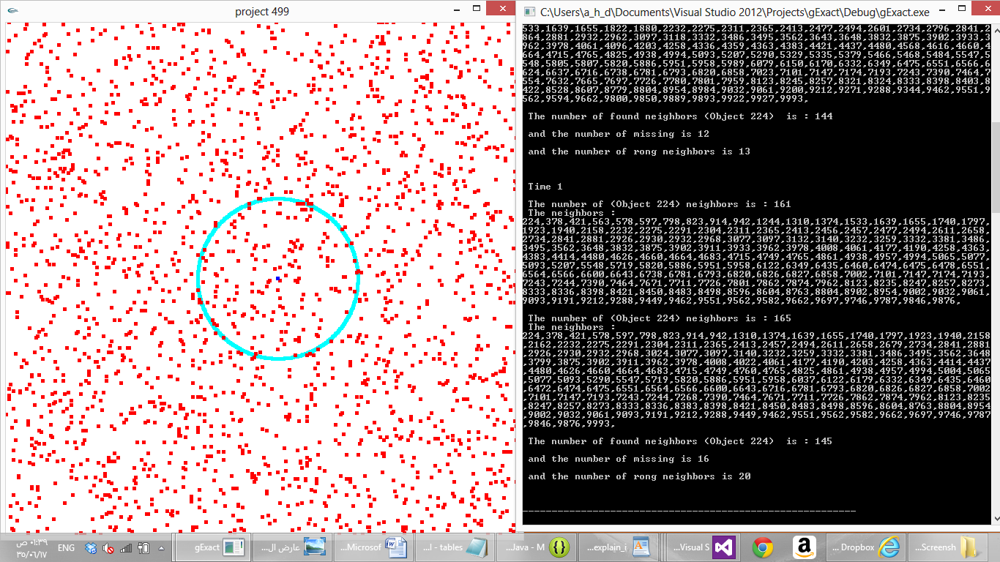 project 499
C:\Users\a_h_d\Documents\Visual Studio 2012\Projects\gExact\Debug\gExact.exe
533,1639,1655,1822,1880,2232,2275,2311,2365,2413,2477,2494,2601,2734,2796,2841,2
864,2881,2932,2962,3097,3118,3332,3486,3495,3562,3643,3648,3832,3875,3902,3933,3
962,3978,4061,4096,4203,4258,4336,4359,4363,4383,4421,4437,4480,4568,4616,4660,4
664,4715,4765,4825,4938,4994,5093,5207,5290,5329,5335,5379,5466,5468,5484,5547,5
548,5805,5807,5820,5886,5951,5958,5989,6079,6150,6170,6332,6349,6475,6551,6566,6
624,6637,6716,6738,6781,6793,6820,6858,7023,7101,7147,7174,7193,7243,7390,7464,7
554,7632,7665,7697,7726,7780,7801,7959,8123,8245,8257,8321,8324,8333,8398,8403,8
422,8528,8607,8779,8804,8954,8984,9032,9061,9200,9212,9271,9288,9344,9462,9551,9
562,9594,9662,9800,9850,9889,9893,9922,9927,9993,
The number of found neighbors (Object 224)  is : 144
and the number of missing is 12
and the number of rong neighbors is 13
Time 1
The number of (Object 224) neighbors is : 161
The neighbors :
224,378,421,563,578,597,798,823,914,942,1244,1310,1374,1533,1639,1655,1740,1797,
1923,1940,2158,2232,2275,2291,2304,2311,2365,2413,2456,2457,2477,2494,2611,2658,
2734,2841,2881,2926,2930,2932,2968,3077,3097,3132,3140,3234,3259,3332,3381,3486,
3495,3562,3648,3832,3875,3902,3911,3933,3962,3978,4008,4061,4177,4190,4258,4363,
4383,4414,4480,4626,4660,4664,4683,4715,4749,4765,4861,4938,4957,4994,5065,5077,
5093,5207,5548,5719,5820,5886,5951,5958,6122,6349,6435,6460,6474,6475,6478,6551,
6564,6566,6600,6643,6738,6781,6793,6820,6826,6827,6858,7002,7101,7147,7174,7193,
7243,7244,7390,7464,7671,7711,7726,7801,7862,7874,7962,8123,8235,8247,8257,8273,
8333,8336,8398,8421,8450,8483,8498,8596,8604,8763,8804,8902,8954,9002,9032,9061,
9093,9191,9212,9288,9449,9462,9551,9562,9582,9662,9697,9746,9787,9846,9876,
The number of (Object 224) neighbors is : 165
The neighbors :
224,378,421,578,597,798,823,914,942,1310,1374,1639,1655,1740,1797,1923,1940,2158
,2162,2232,2275,2291,2304,2311,2365,2413,2457,2494,2611,2658,2679,2734,2841,2881
,2926,2930,2932,2968,3024,3077,3097,3140,3234,3259,3332,3381,3486,3495,3562,3648
,3799,3875,3902,3911,3962,3978,4008,4022,4061,4177,4190,4203,4258,4363,4414,4437
,4480,4626,4660,4664,4683,4715,4749,4760,4765,4825,4861,4938,4957,4994,5004,5065
,5077,5093,5290,5547,5719,5820,5886,5951,5958,6037,6122,6179,6332,6349,6435,6460
,6472,6474,6475,6551,6564,6566,6600,6643,6716,6781,6793,6820,6826,6827,6858,7002
,7101,7147,7193,7243,7244,7268,7390,7464,7671,7711,7726,7862,7874,7962,8123,8235
,8247,8257,8273,8333,8336,8383,8398,8421,8450,8483,8498,8596,8604,8763,8804,8954
,9002,9032,9061,9093,9191,9212,9288,9449,9462,9551,9562,9582,9662,9697,9746,9787
,9846,9876,9993,
The number of found neighbors (Object 224)  is : 145
and the number of missing is 16
and the number of rong neighbors is 20
٠١:٣٩ ص
٣٥/٠٦/١٧
ENG
gExact
...عارض ال
...Microsof
...tables - ا
...Java - M
...explain_i
...Visual S
... Dropbox
...Screensh